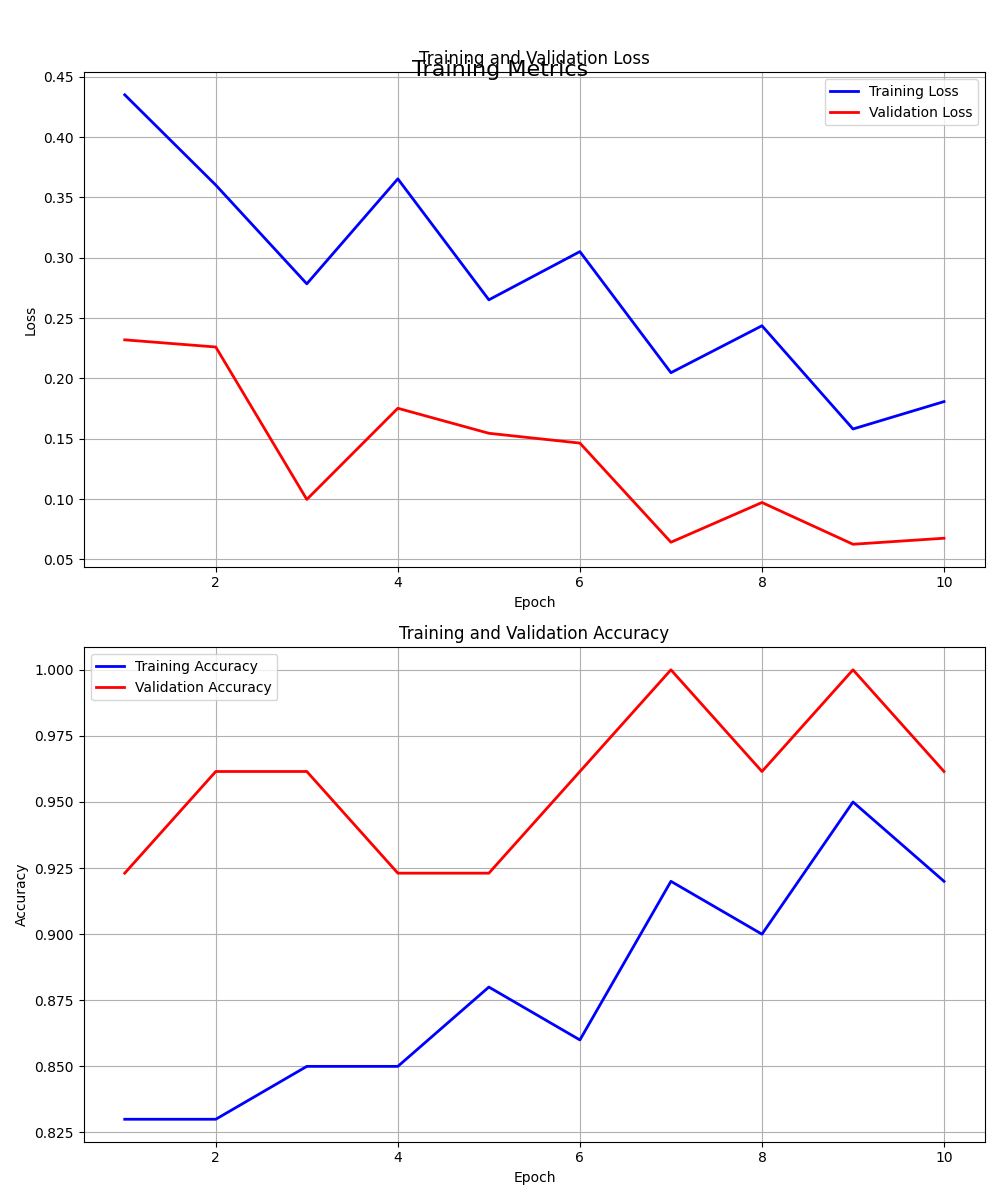 Training and Validation Loss
Training Metrics
0.45
0.40
0.35
0.30
0.25
0.20
0.15
0.10
0.05
Loss
Training Loss
Validation Loss
2 4 6 8 10
Epoch
Training and Validation Accuracy
1.000
0.975
0.950
0.925
0.900
0.875
0.850
0.825
Accuracy
Training Accuracy
Validation Accuracy
2 4 6 8 10
Epoch